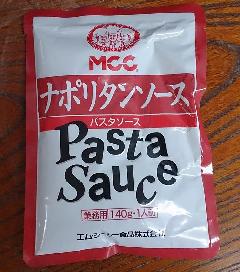 MCC
ナポリタンソース
パスタソース
Pasta
Sauce
業務用 140g・1人前
エム・シーシー食品株式会社